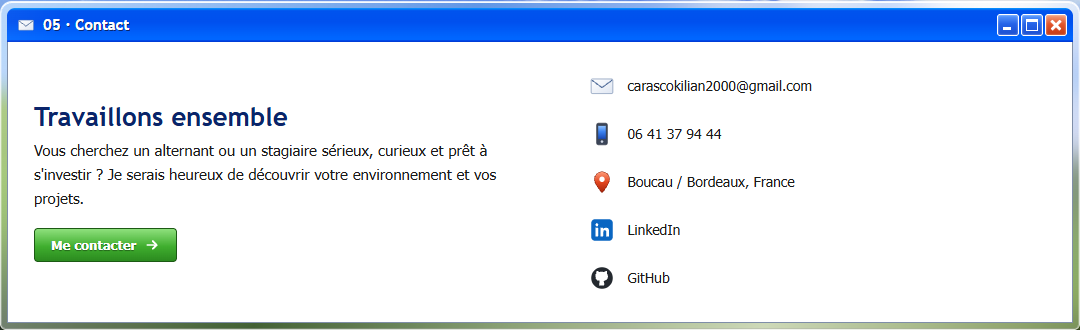 05 · Contact
Travaillons ensemble
Vous cherchez un alternant ou un stagiaire sérieux, curieux et prêt à
s'investir ? Je serais heureux de découvrir votre environnement et vos
projets.
Me contacter →
carascokilian2000@gmail.com
06 41 37 94 44
Boucau / Bordeaux, France
LinkedIn
GitHub